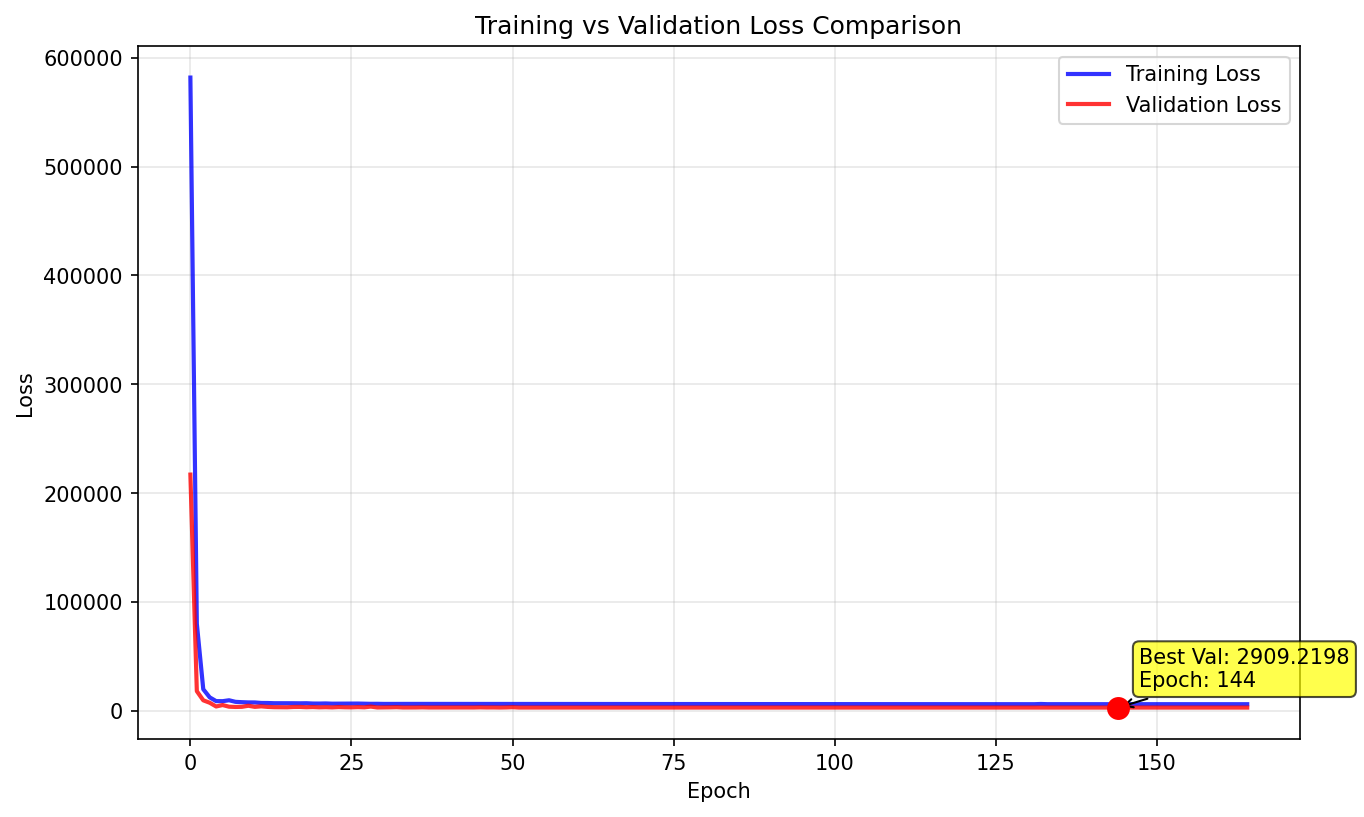 Training vs Validation Loss Comparison
600000
500000
400000
300000
200000
100000
0
Loss
Training Loss
Validation Loss
Best Val: 2909.2198
Epoch: 144
0 25 50 75 100 125 150
Epoch